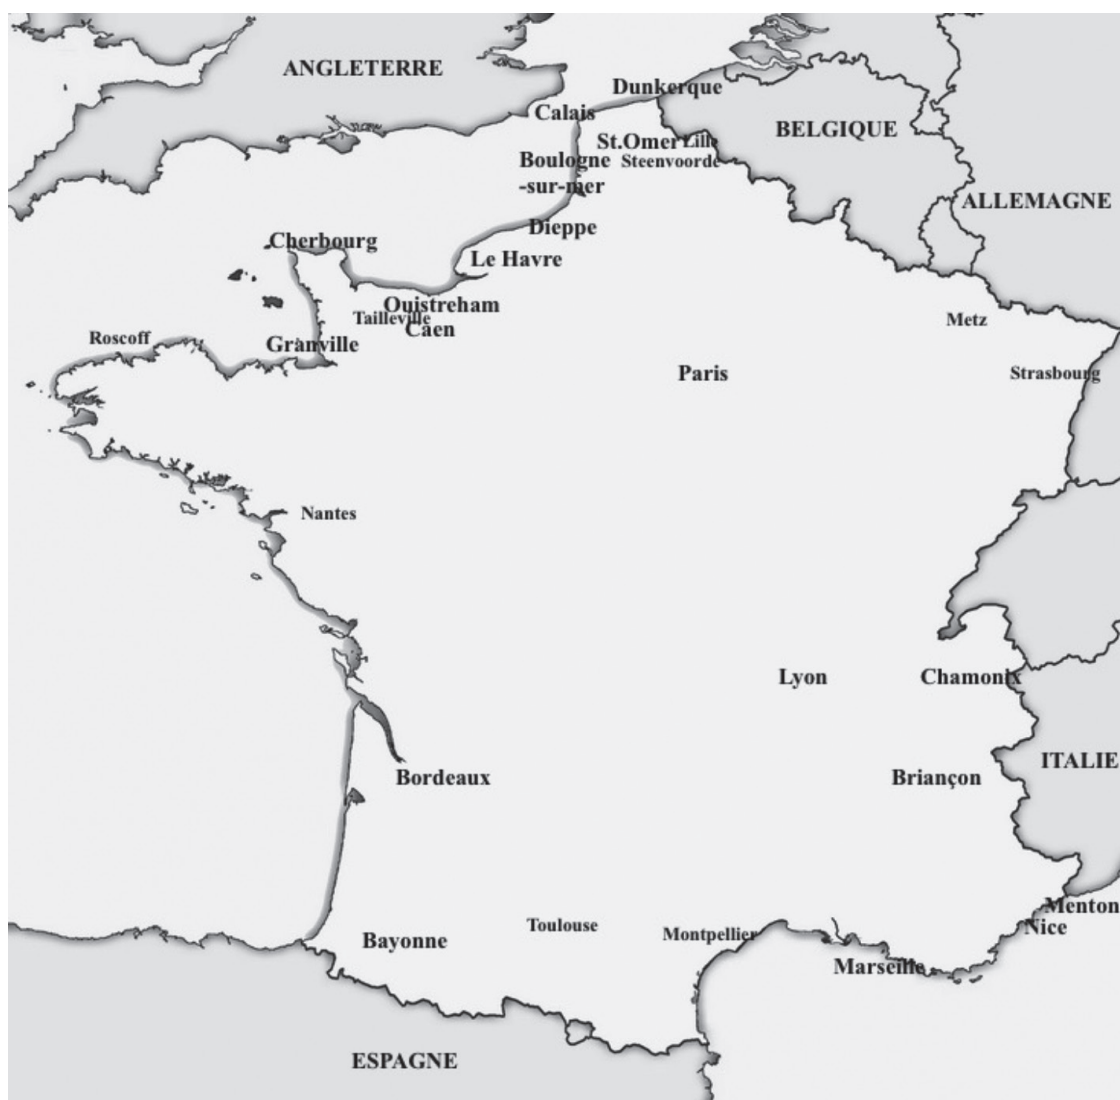 ANGLETERRE
Dunkerque
Calais
BELGIQUE
St.Omer
Lille
Boulogne
-sur-mer
Steenvoorde
ALLEMAGNE
Dieppe
Cherbourg
Le Havre
Ouistreham
Tailleville
Caen
Metz
Roscoff
Granville
Paris
Strasbourg
Nantes
Lyon
Chamonix
ITALIE
Bordeaux
Briançon
Menton
Toulouse
Nice
Bayonne
Montpellier
Marseille
ESPAGNE